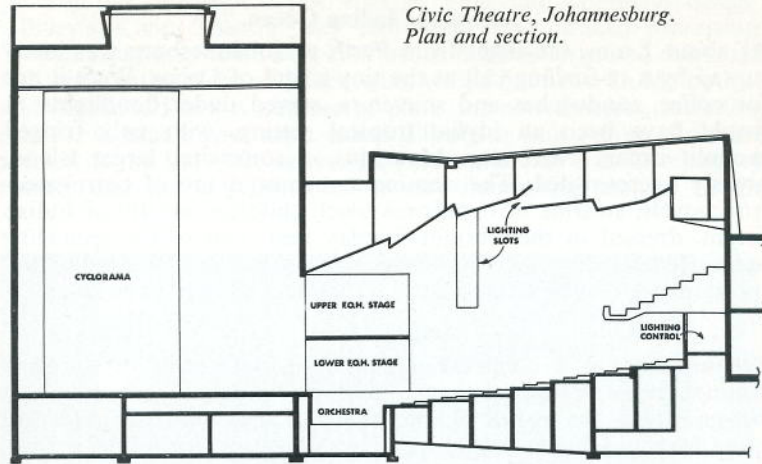 Civic Theatre, Johannesburg.
Plan and section.
LIGHTING
SLOTS
CYCLORAMA
UPPER F.O.H. STAGE
LIGHTING
CONTROL
LOWER F.O.H. STAGE
ORCHESTRA